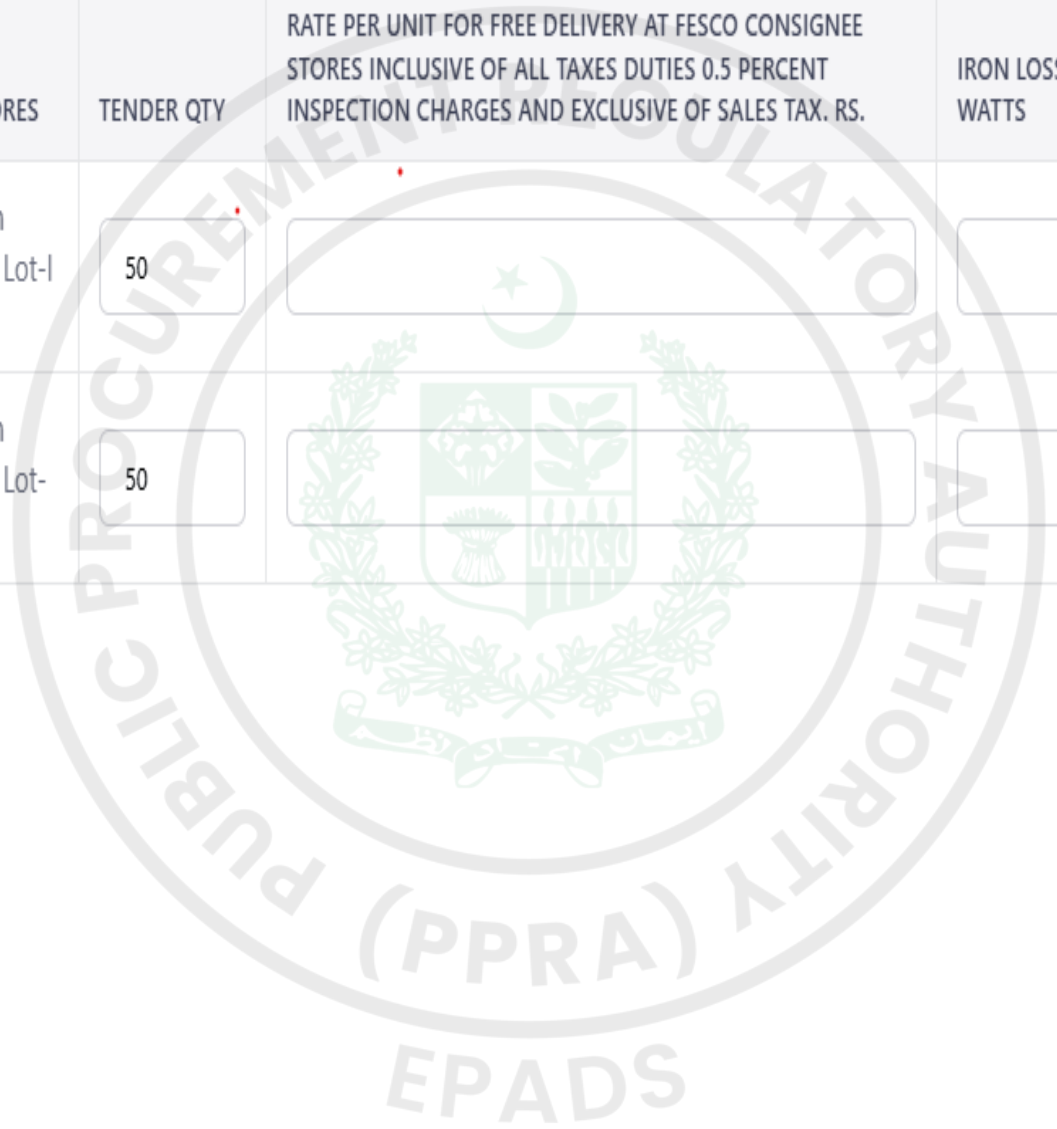 RATE PER UNIT FOR FREE DELIVERY AT FESCO CONSIGNEE
STORES INCLUSIVE OF ALL TAXES DUTIES 0.5 PERCENT
IRON LOSS
RES
TENDER QTY
INSPECTION CHARGES AND EXCLUSIVE OF SALES TAX. RS.
WATTS
n
Lot-I
50
n
Lot-
50
PUBLIC PROCUREMENT REGULATORY AUTHORITY
(PPRA)
EPADS